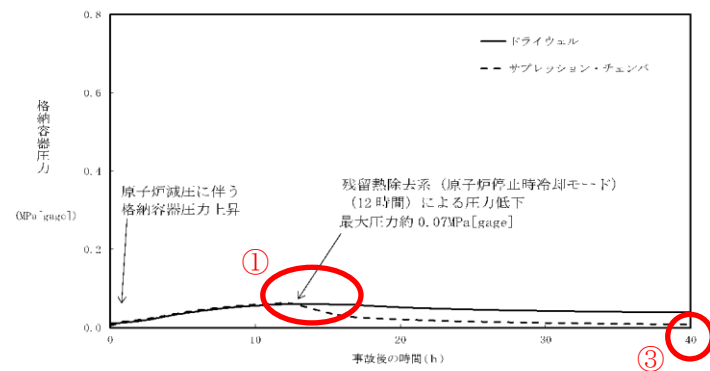 0.8
ドライウェル
サプレッション・チェンバ
0.6
格納容器圧力
0.4
残留熱除去系(原子炉停止時冷却モード)
原子炉減圧に伴う
(12時間)による圧力低下
(MPa[gage])
格納容器圧力上昇
最大圧力約0.07MPa[gage]
0.2
①
0.0
0
10
20
30
40
事故後の時間(h)
③